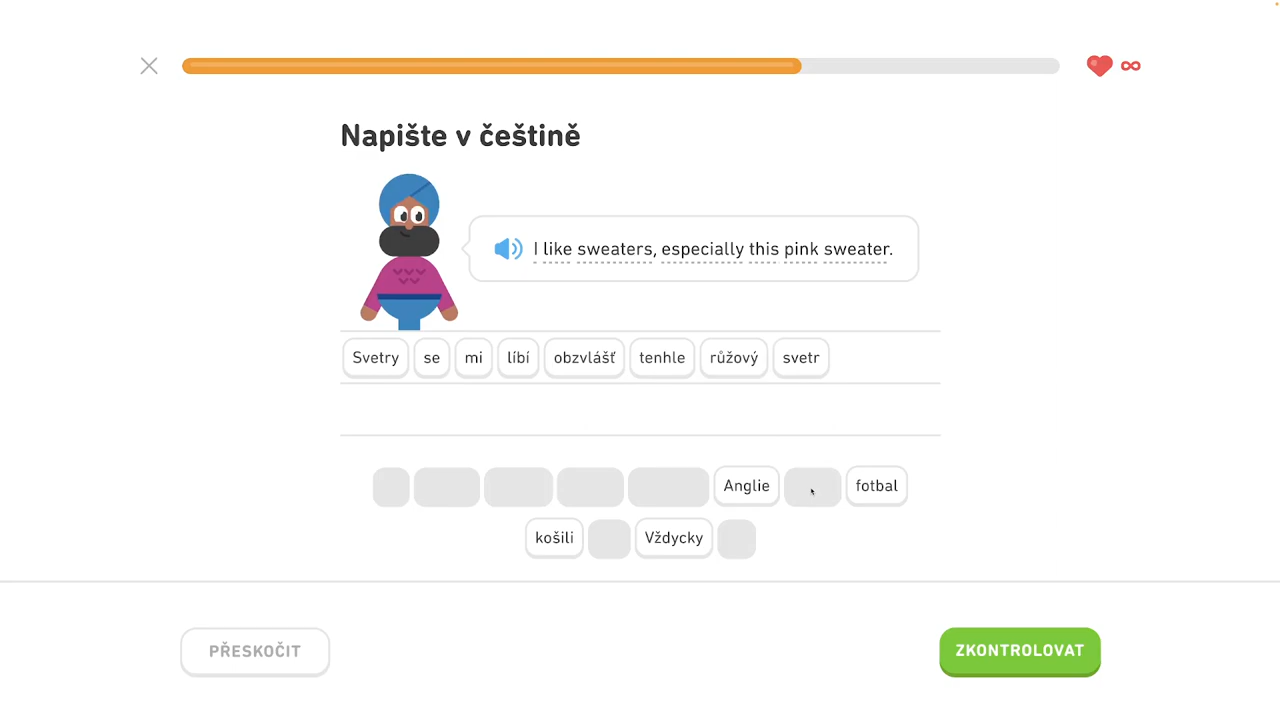 ∞
Napište v češtině
I like sweaters, especially this pink sweater.
Svetry se mi líbí obzvlášť tenhle růžový svetr
Anglie fotbal
košili Vždycky
PŘESKOČIT ZKONTROLOVAT